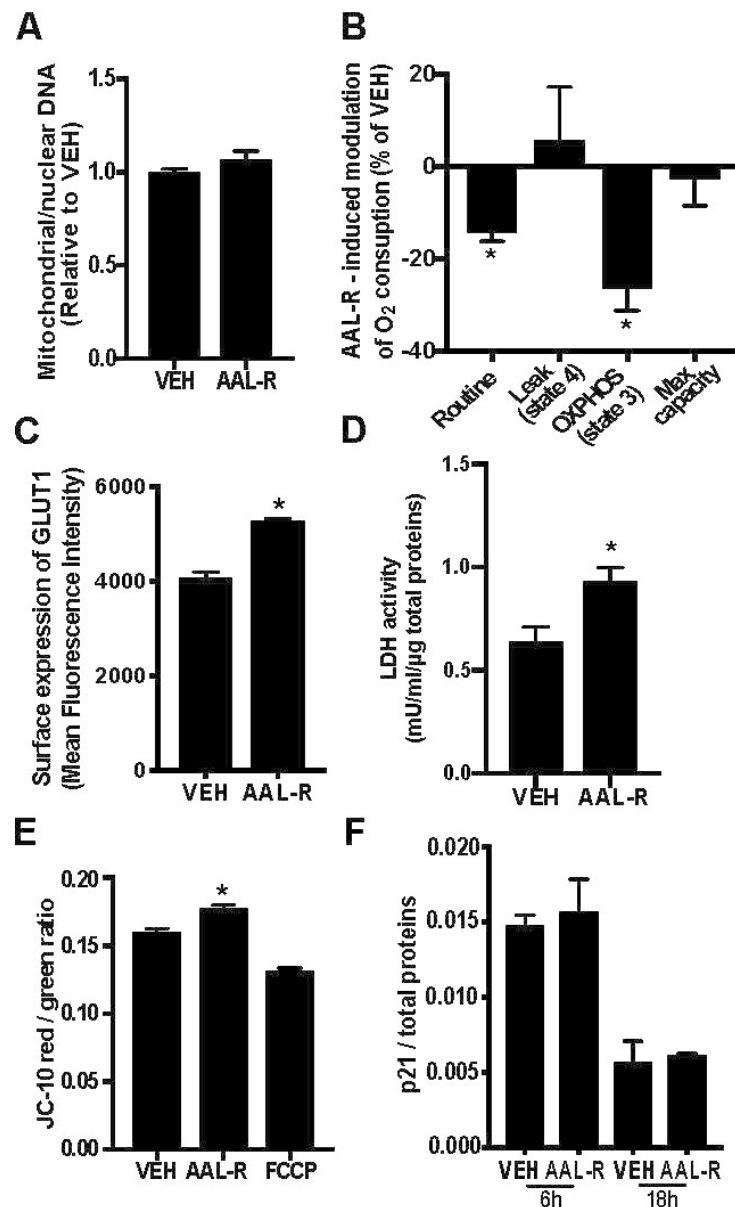 A
Mitochondrial/nuclear DNA
(Relative to VEH)
1.5
1.0
0.5
0.0
VEH AAL-R
B
AAL-R - induced modulation
of O₂ consuption (% of VEH)
20
0
-20
-40
*
*
Routine
Leak
(state 4)
OXPHOS
(state 3)
Max
capacity
C
Surface expression of GLUT1
(Mean Fluorescence Intensity)
6000
4000
2000
0
*
VEH AAL-R
D
LDH activity
(mU/ml/µg total proteins)
1.5
1.0
0.5
0.0
*
VEH AAL-R
E
JC-10 red / green ratio
0.20
0.15
0.10
0.05
0.00
*
VEH AAL-R FCCP
F
p21 / total proteins
0.020
0.015
0.010
0.005
0.000
VEH AAL-R VEH AAL-R
6h 18h